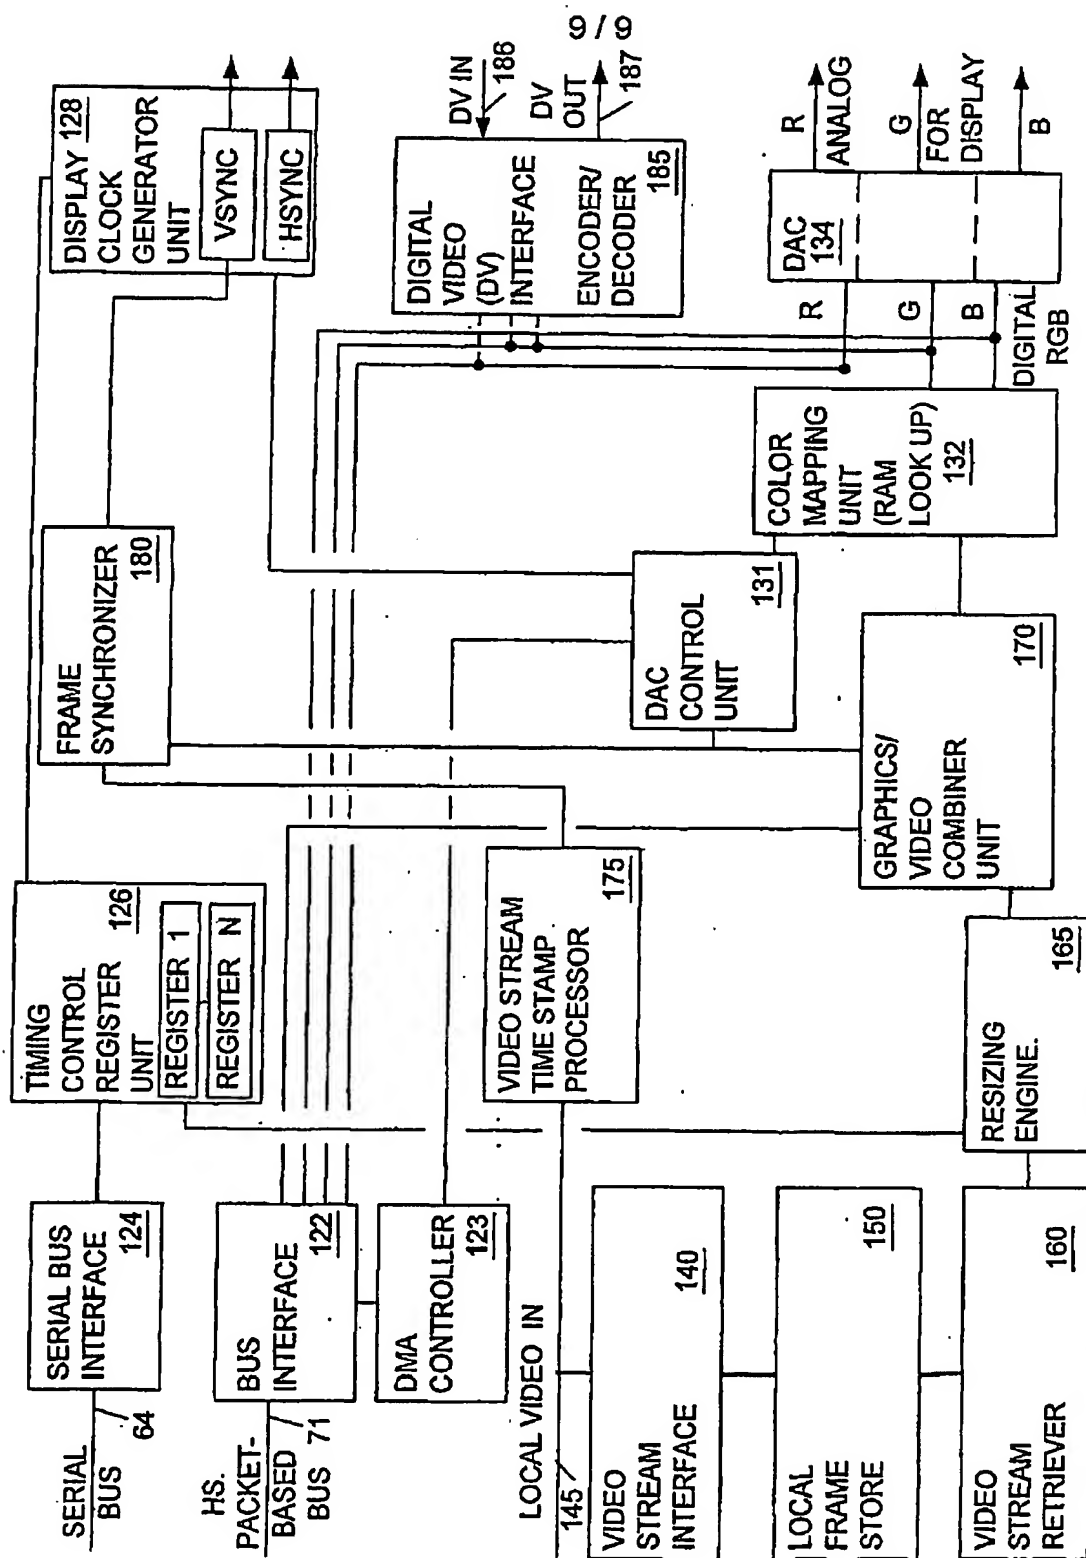 9/9
DISPLAY 128
CLOCK
GENERATOR
UNIT
VSYNC
HSYNC
DV IN
186
DV
OUT
187
DIGITAL
VIDEO
(DV)
INTERFACE
ENCODER/
DECODER
185
R
ANALOG
G
FOR
DISPLAY
B
DAC
134
R
G
B
DIGITAL
RGB
COLOR
MAPPING
UNIT
(RAM
LOOK UP)
132
FRAME
SYNCHRONIZER
180
DAC
CONTROL
UNIT
131
GRAPHICS/
VIDEO
COMBINER
UNIT
170
TIMING
CONTROL
REGISTER
UNIT
126
REGISTER 1
REGISTER N
VIDEO STREAM
TIME STAMP
PROCESSOR
175
RESIZING
ENGINE.
165
SERIAL BUS
INTERFACE
124
BUS
INTERFACE
122
DMA
CONTROLLER
123
SERIAL
BUS
64
HS.
PACKET-
BASED
BUS
71
LOCAL VIDEO IN
145
VIDEO
STREAM
INTERFACE
140
LOCAL
FRAME
STORE
150
VIDEO
STREAM
RETRIEVER
160